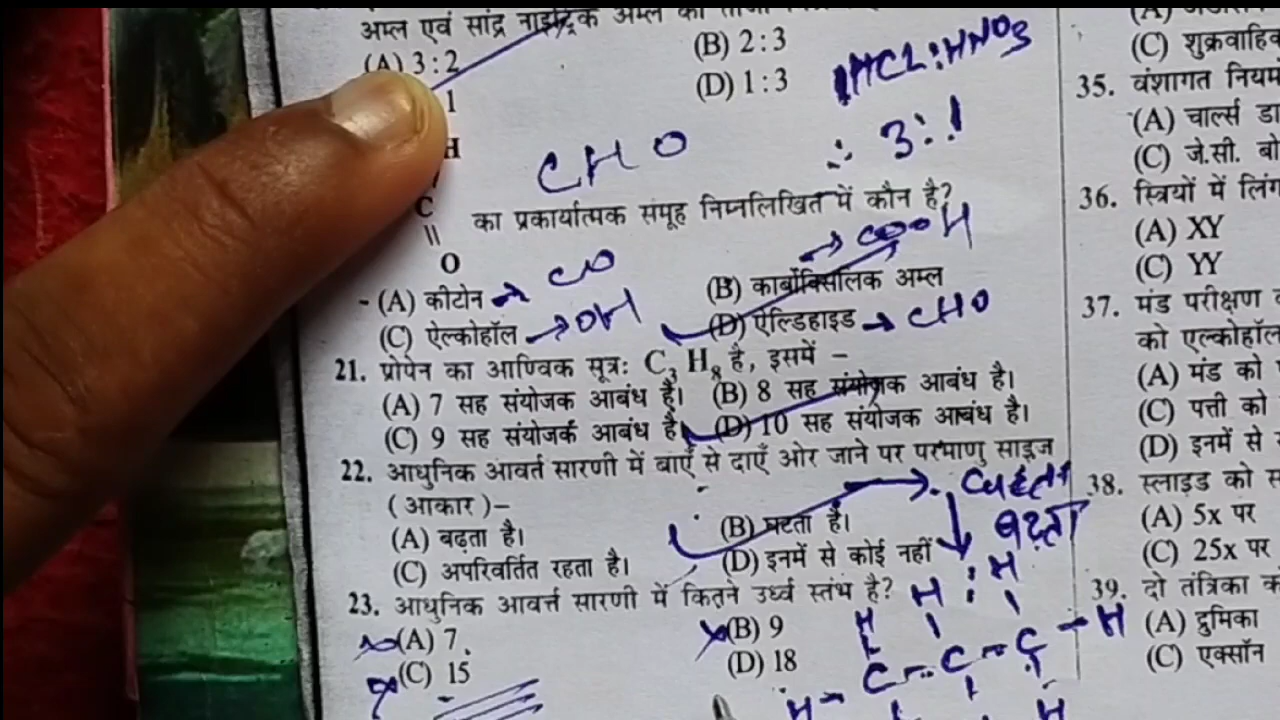 अम्ल एवं सांद्र नाइट्रिक अम्ल का ताजा
(A) 3 : 2
(B) 2 : 3
(D) 1 : 3
1
HCL : HNO3
∴ 3 : 1
H
CHO
C
||
O
का प्रकार्यात्मक समूह निम्नलिखित में कौन है?
(A) कीटोन → CO
(B) कार्बोक्सिलिक अम्ल → COOH
(C) ऐल्कोहॉल → OH
(D) ऐल्डिहाइड → CHO
21. प्रोपेन का आण्विक सूत्रः C3 H8 है, इसमें –
(A) 7 सह संयोजक आबंध है।
(B) 8 सह संयोजक आबंध है।
(C) 9 सह संयोजक आबंध है।
(D) 10 सह संयोजक आबंध है।
22. आधुनिक आवर्त सारणी में बाएँ से दाएँ ओर जाने पर परमाणु साइज
( आकार )–
(A) बढ़ता है।
(B) घटता है।
(C) अपरिवर्तित रहता है।
(D) इनमें से कोई नहीं
बढ़ता
23. आधुनिक आवर्त्त सारणी में कितने उर्ध्व स्तंभ है?
(A) 7
(B) 9
(C) 15
(D) 18
H H H
C C C – H
H – H
(C) शुक्रवाहिक
35. वंशागत नियम
(A) चार्ल्स डा
(C) जे.सी. बो
36. स्त्रियों में लिंग
(A) XY
(C) YY
37. मंड परीक्षण
को एल्कोहॉल
(A) मंड को
(C) पत्ती को
(D) इनमें से
38. स्लाइड को
(A) 5x पर
(C) 25x पर
39. दो तंत्रिका
(A) द्रुमिका
(C) एक्सॉन